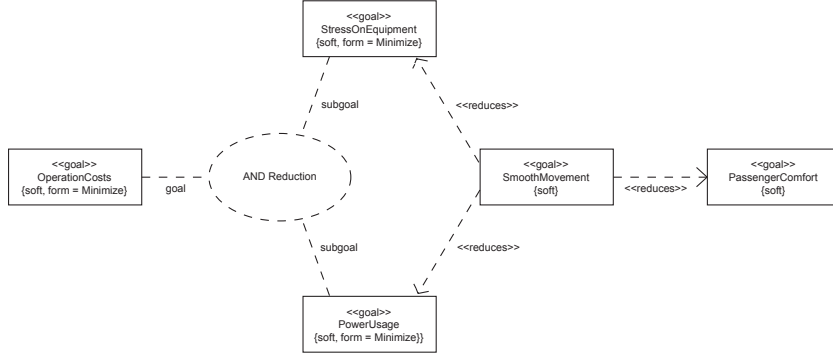 <<goal>>
StressOnEquipment
{soft, form = Minimize}
subgoal
<<reduces>>
<<goal>>
OperationCosts
{soft, form = Minimize}
goal
AND Reduction
<<goal>>
SmoothMovement
{soft}
<<reduces>>
<<goal>>
PassengerComfort
{soft}
subgoal
<<reduces>>
<<goal>>
PowerUsage
{soft, form = Minimize}}